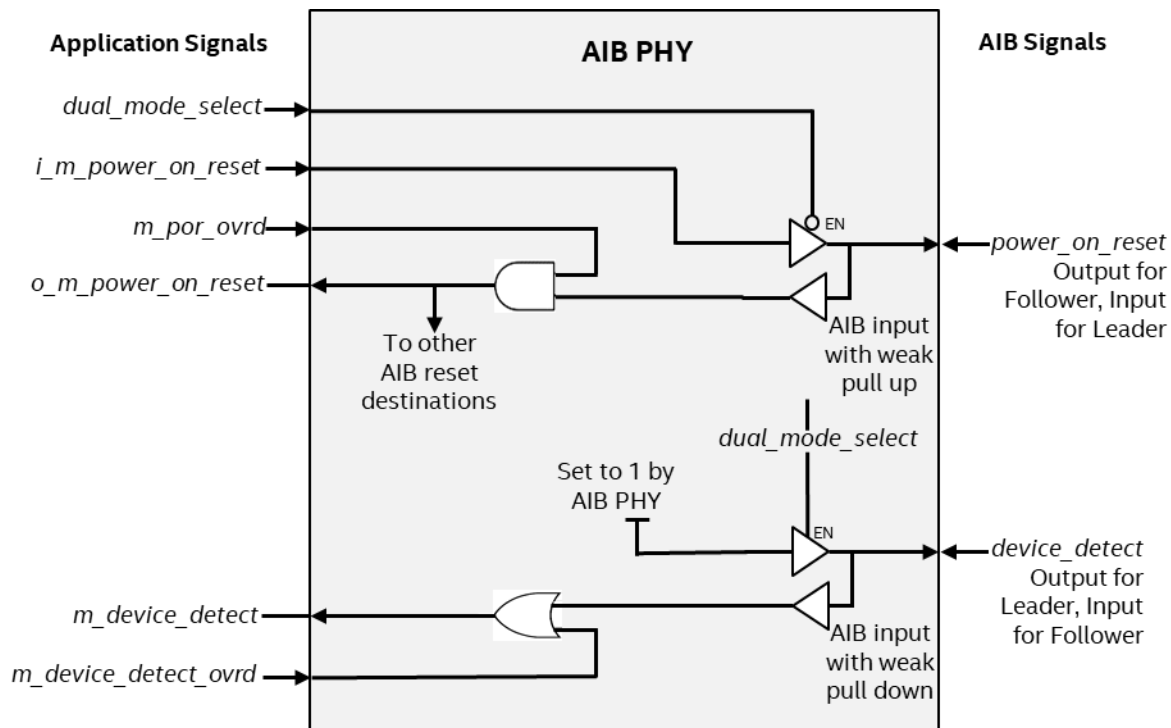 Application Signals
AIB PHY
AIB Signals
dual_mode_select
i_m_power_on_reset
m_por_ovrd
o_m_power_on_reset
EN
power_on_reset
Output for
Follower, Input
for Leader
To other
AIB reset
destinations
AIB input
with weak
pull up
dual_mode_select
Set to 1 by
AIB PHY
EN
device_detect
Output for
Leader, Input
for Follower
m_device_detect
m_device_detect_ovrd
AIB input
with weak
pull down